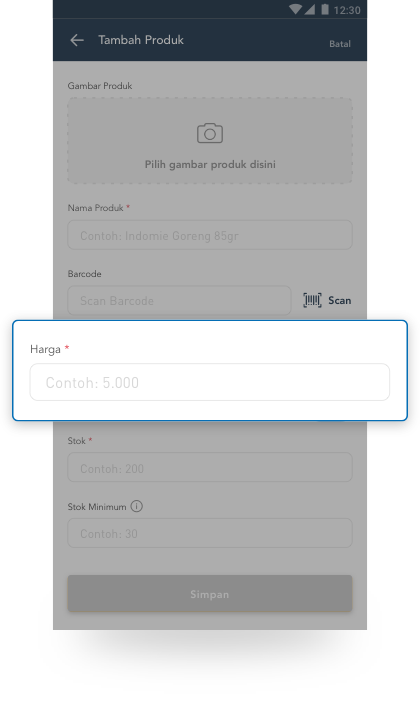 12:30
Tambah Produk
Batal
Gambar Produk
Pilih gambar produk disini
Nama Produk *
Contoh: Indomie Goreng 85gr
Barcode
Scan Barcode
Scan
Harga *
Contoh: 5.000
Stok *
Contoh: 200
Stok Minimum
Contoh: 30
Simpan